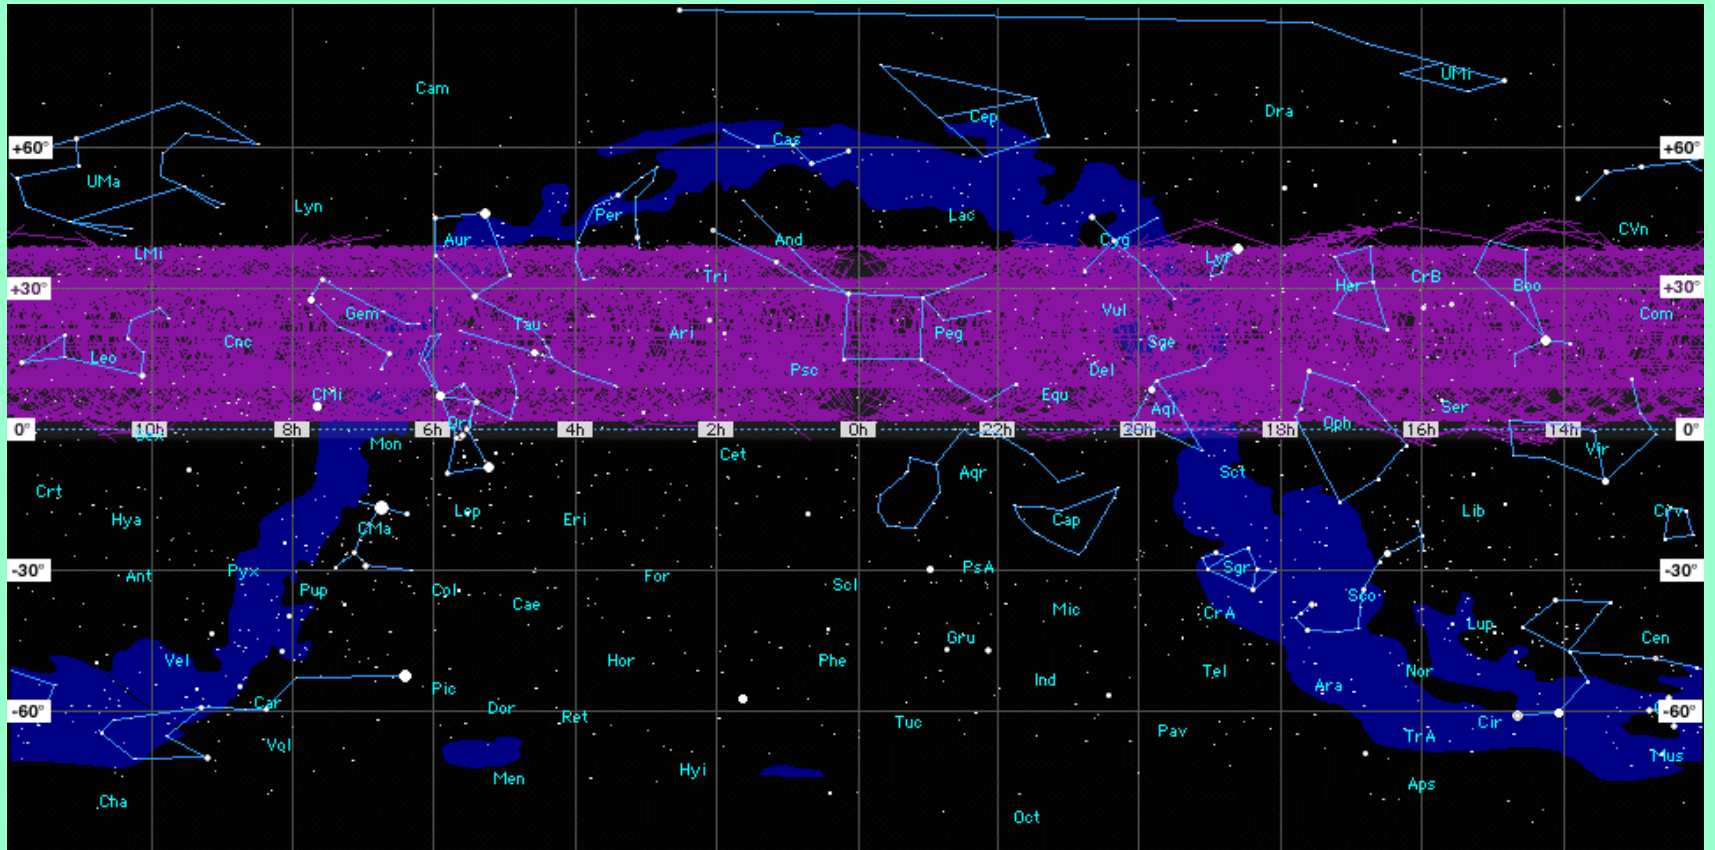 UMi
Cam
Cep
Dra
Cas
+60°
+60°
UMa
Lyn
Per
Lac
CVn
Aur
And
Cyg
LMi
Lyr
Tri
CrB
+30°
Her
Boo
+30°
Gem
Vul
Com
Tau
Ari
Peg
Cnc
Sge
Leo
Psc
Del
CMi
Equ
Aql
Ser
Ori
Oph
0°
10h
8h
6h
4h
2h
0h
22h
20h
18h
16h
14h
0°
Sex
Mon
Vir
Cet
Aqr
Sct
Crt
Lep
Lib
Crv
Hya
Eri
Cap
CMa
-30°
Pyx
PsA
Sgr
-30°
Ant
For
Scl
Pup
Col
Sco
Cae
Mic
CrA
Lup
Gru
Cen
Vel
Hor
Phe
Tel
Nor
Ind
Pic
Ara
Car
Dor
-60°
Ret
Tuc
Cir
-60°
Pav
TrA
Vol
Mus
Hyi
Men
Aps
Cha
Oct